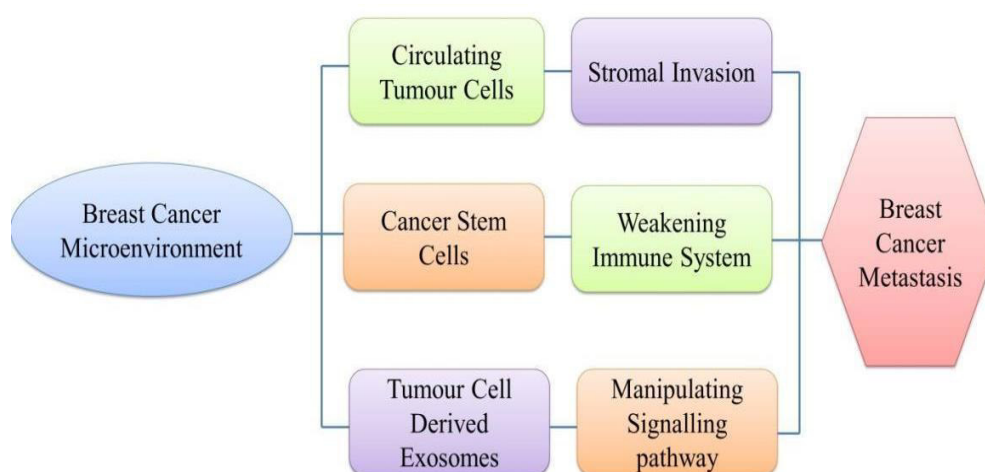 Breast Cancer
Microenvironment
Circulating
Tumour Cells
Stromal Invasion
Cancer Stem
Cells
Weakening
Immune System
Tumour Cell
Derived
Exosomes
Manipulating
Signalling
pathway
Breast
Cancer
Metastasis